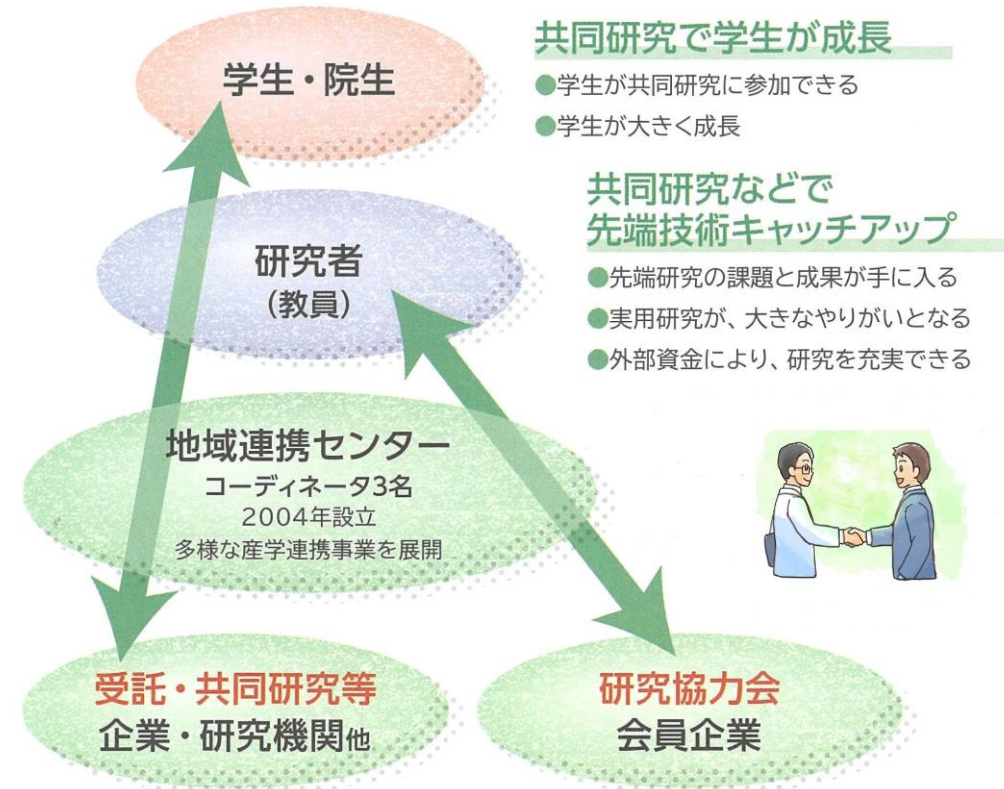 学生・院生
共同研究で学生が成長
●学生が共同研究に参加できる
●学生が大きく成長
研究者
(教員)
共同研究などで
先端技術キャッチアップ
●先端研究の課題と成果が手に入る
●実用研究が、大きなやりがいとなる
●外部資金により、研究を充実できる
地域連携センター
コーディネータ3名
2004年設立
多様な産学連携事業を展開
受託・共同研究等
企業・研究機関他
研究協力会
会員企業